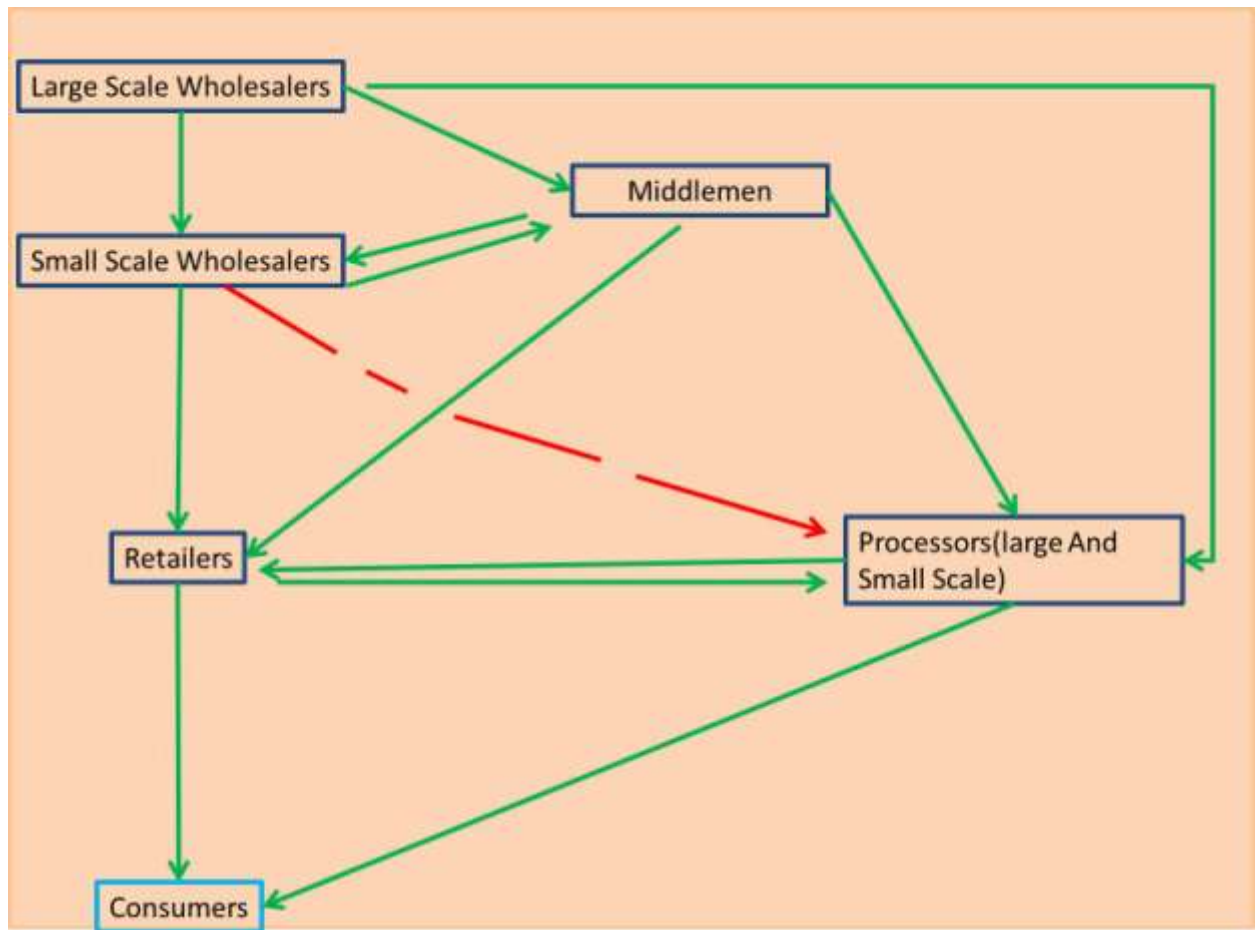 Large Scale Wholesalers
Middlemen
Small Scale Wholesalers
Retailers
Processors(large And
Small Scale)
Consumers